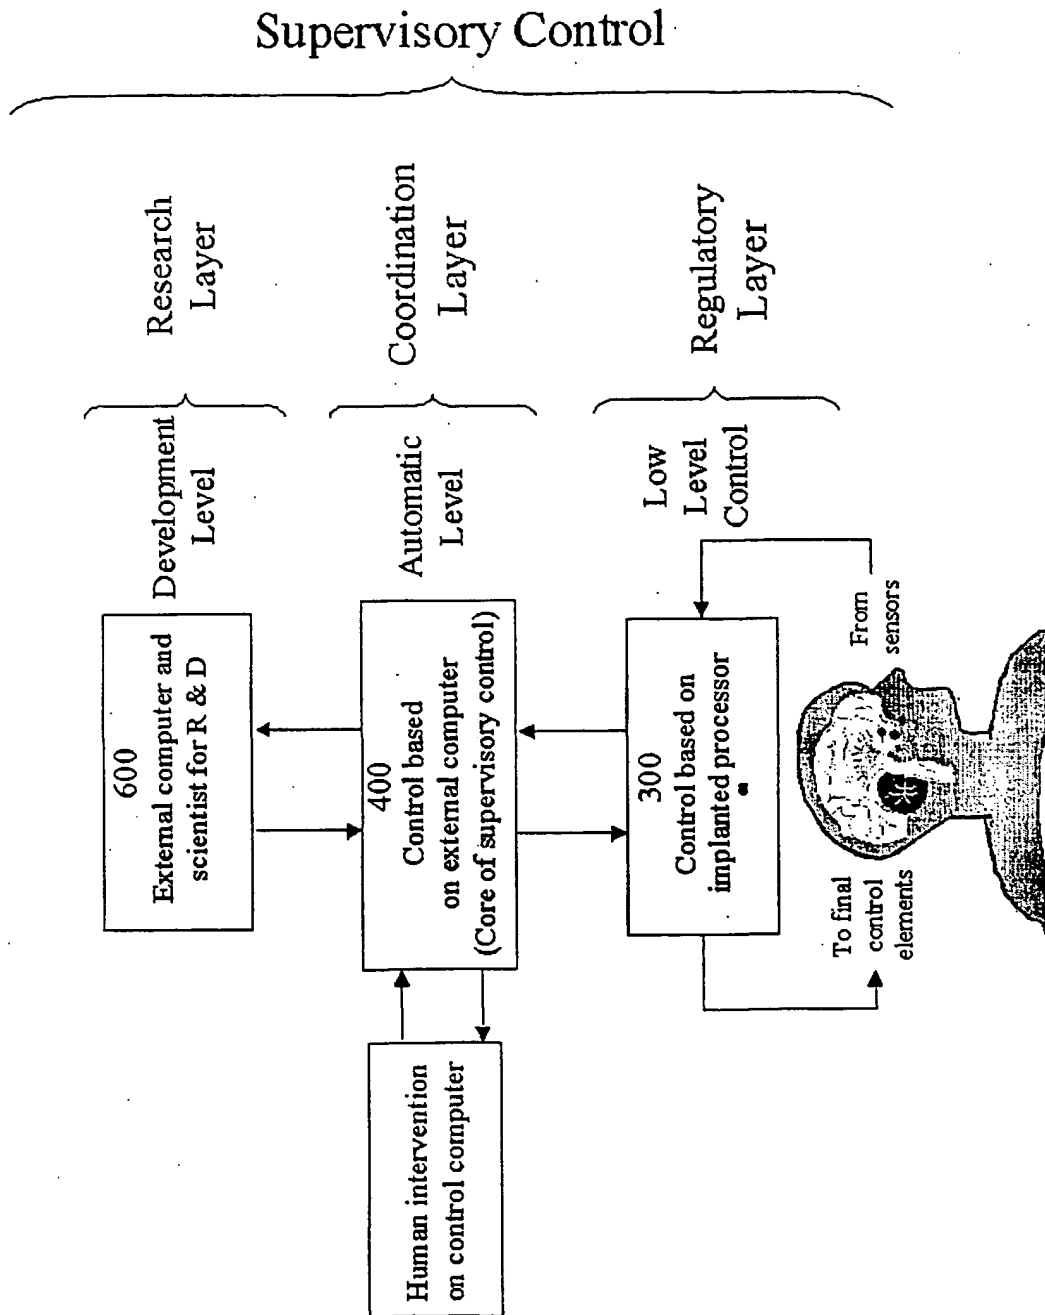 Supervisory Control
Research
Layer
Coordination
Layer
Regulatory
Layer
Development
Level
Automatic
Level
Low
Level
Control
600
External computer and
scientist for R & D
400
Control based
on external computer
(Core of supervisory control)
300
Control based on
implanted processor
Human intervention
on control computer
From
sensors
To final
control
elements